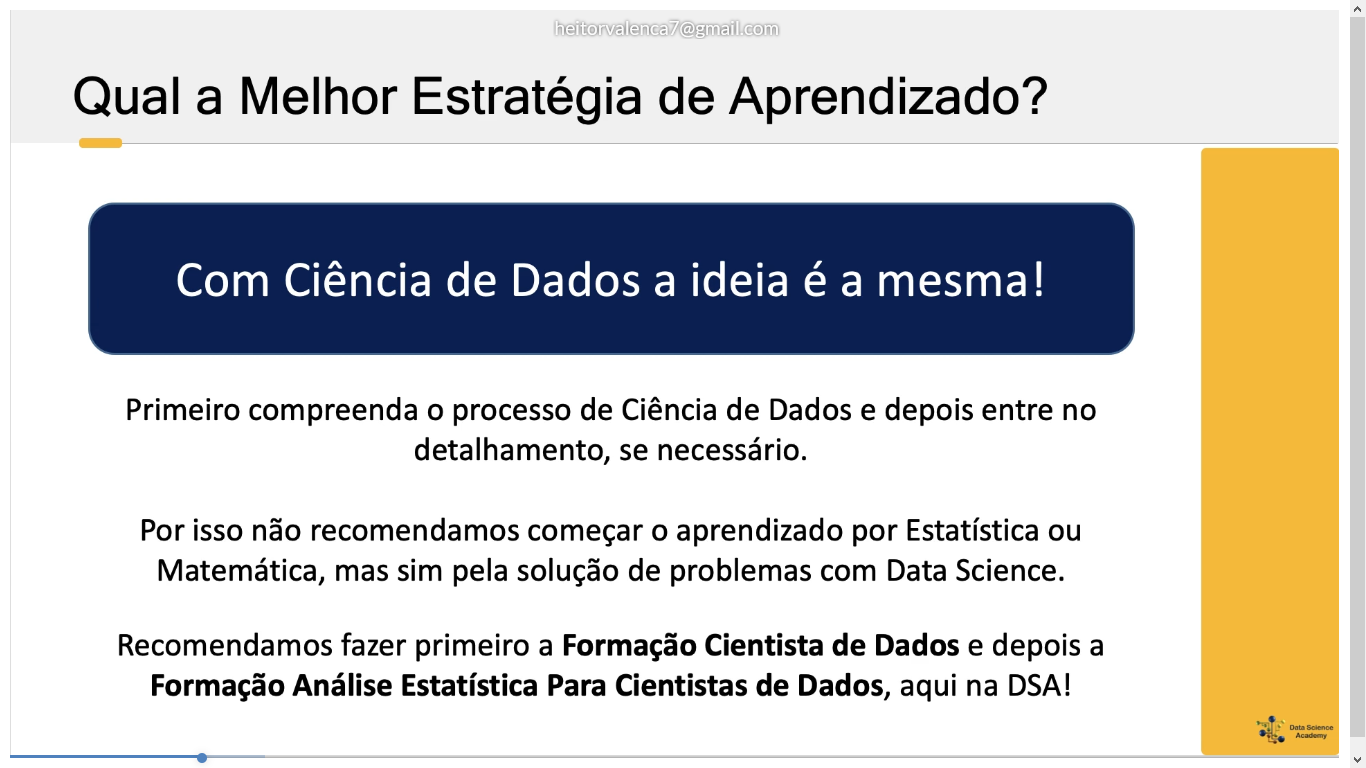 heitorvalenca7@gmail.com
Qual a Melhor Estratégia de Aprendizado?
Com Ciência de Dados a ideia é a mesma!
Primeiro compreenda o processo de Ciência de Dados e depois entre no
detalhamento, se necessário.
Por isso não recomendamos começar o aprendizado por Estatística ou
Matemática, mas sim pela solução de problemas com Data Science.
Recomendamos fazer primeiro a Formação Cientista de Dados e depois a
Formação Análise Estatística Para Cientistas de Dados, aqui na DSA!
Data Science
Academy